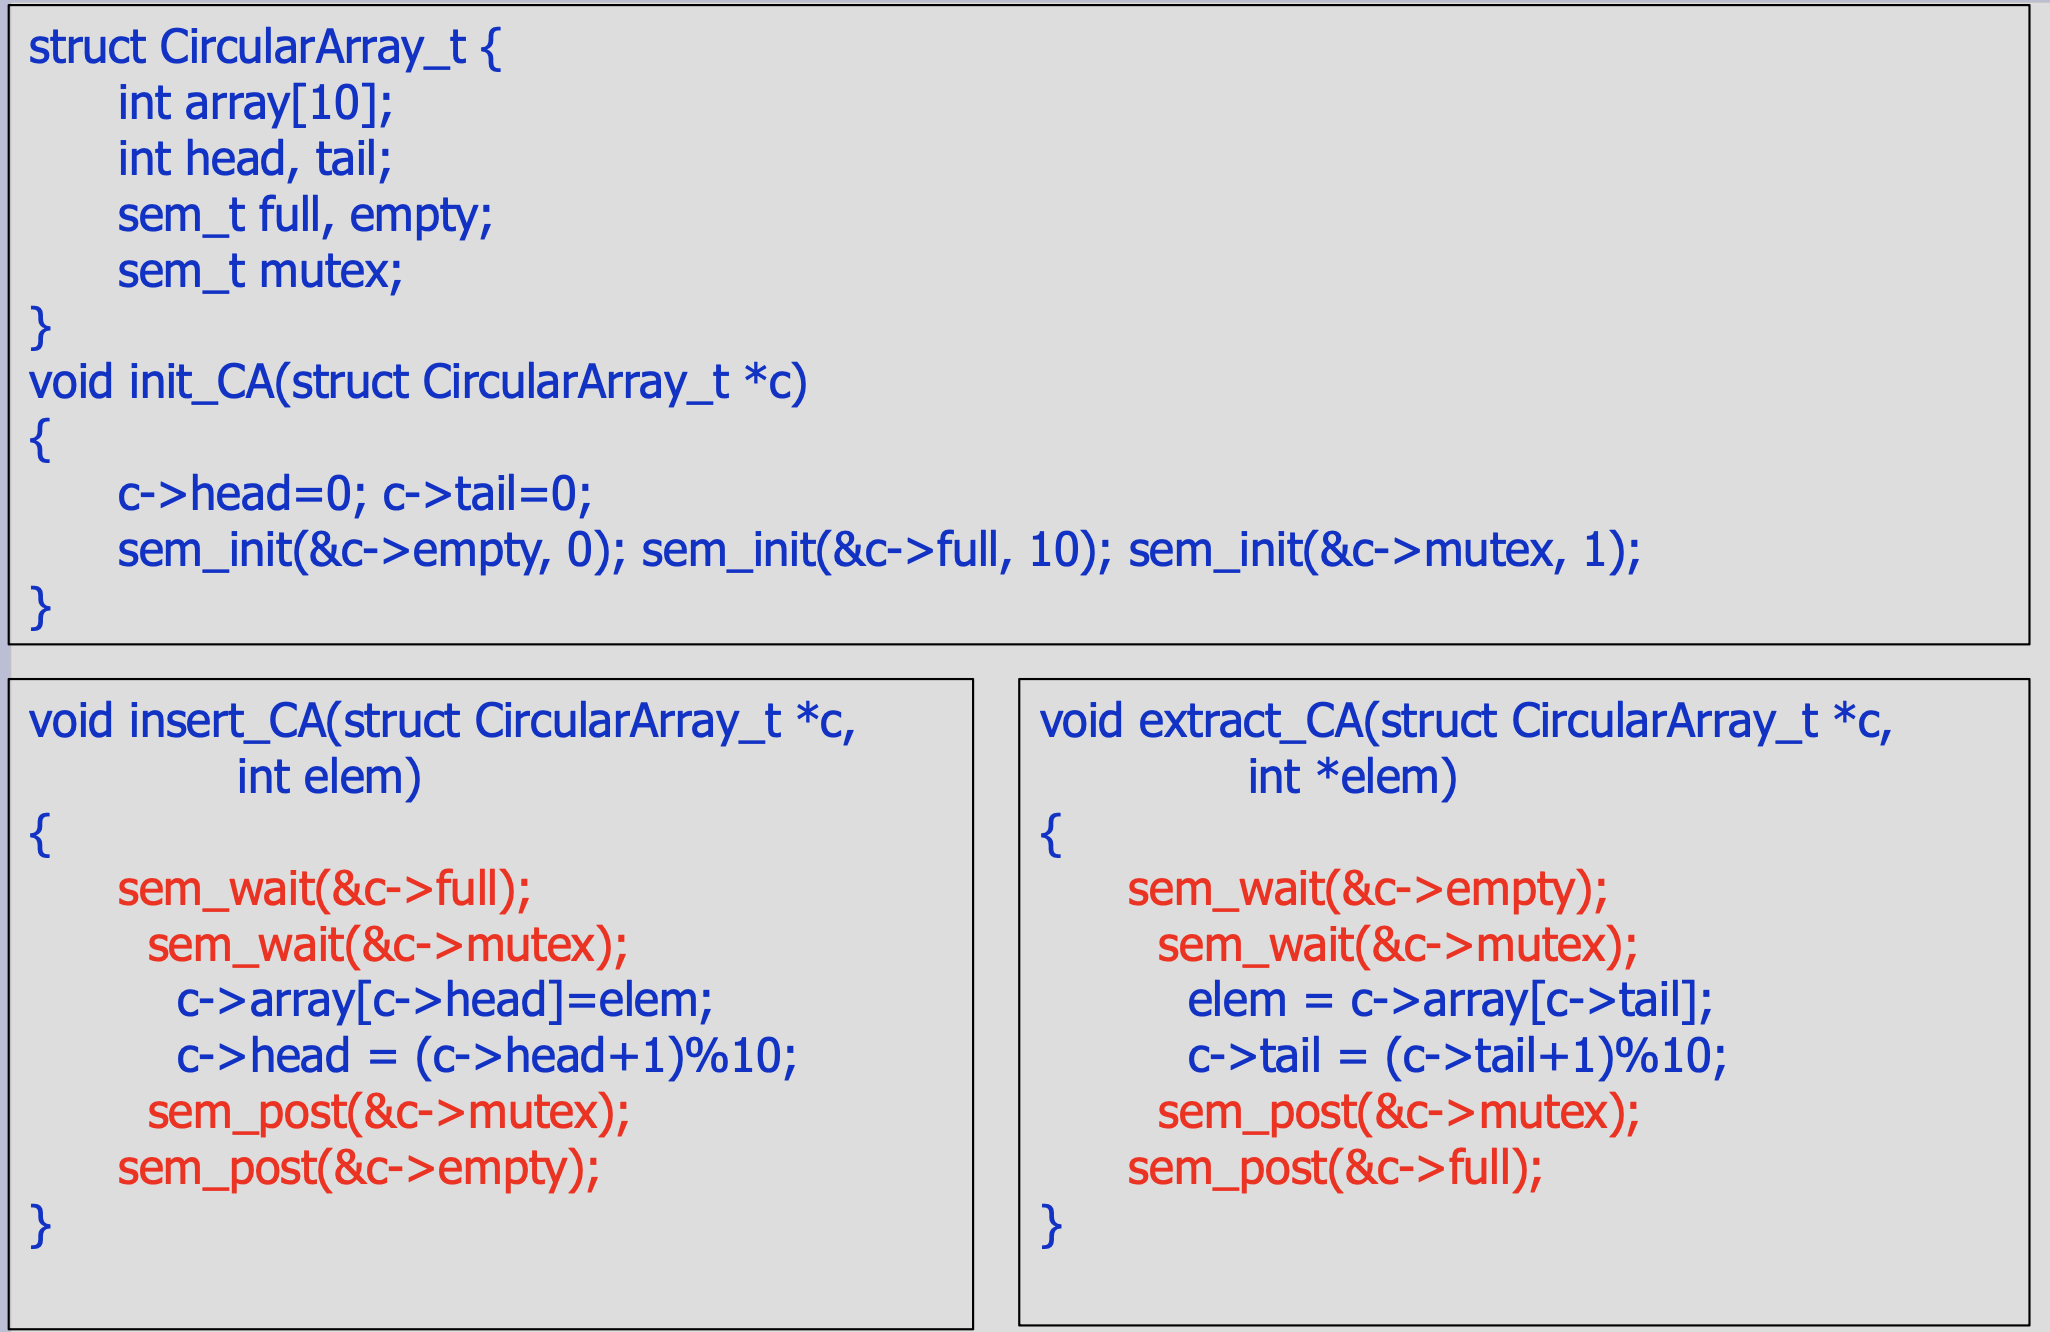 struct CircularArray_t {
int array[10];
int head, tail;
sem_t full, empty;
sem_t mutex;
}
void init_CA(struct CircularArray_t *c)
{
c->head=0; c->tail=0;
sem_init(&c->empty, 0); sem_init(&c->full, 10); sem_init(&c->mutex, 1);
}
void insert_CA(struct CircularArray_t *c,
int elem)
{
sem_wait(&c->full);
sem_wait(&c->mutex);
c->array[c->head]=elem;
c->head = (c->head+1)%10;
sem_post(&c->mutex);
sem_post(&c->empty);
}
void extract_CA(struct CircularArray_t *c,
int *elem)
{
sem_wait(&c->empty);
sem_wait(&c->mutex);
elem = c->array[c->tail];
c->tail = (c->tail+1)%10;
sem_post(&c->mutex);
sem_post(&c->full);
}